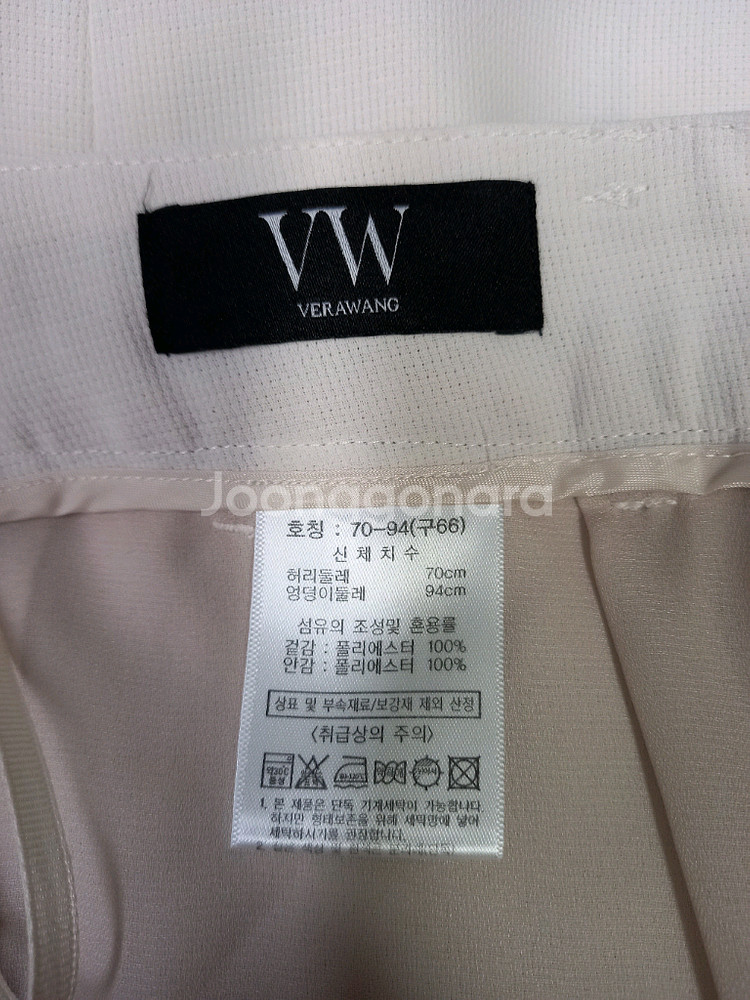 VW
VERAWANG
Joonggonara
호칭 : 70-94(구66)
신체치수
허리둘레 70cm
엉덩이둘레 94cm
섬유의 조성및 혼용률
겉감 : 폴리에스터 100%
안감 : 폴리에스터 100%
상표 및 부속재료/보강재 제외 산정
〈취급상의 주의〉
약30℃
중성
1. 본 제품은 단독 기계세탁이 가능합니다
하지만 형태보존을 위해 세탁망에 넣어
세탁하시기를 권장합니다.
2.